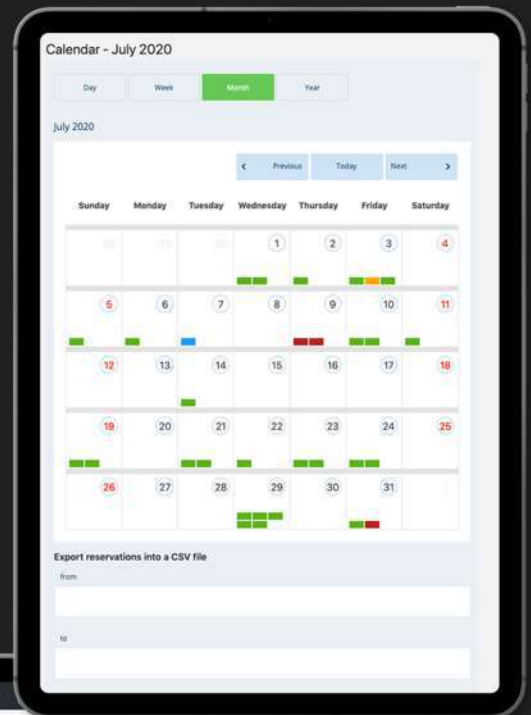 Calendar - July 2020
Day Week Month Year
July 2020
Previous Today Next
Sunday Monday Tuesday Wednesday Thursday Friday Saturday
1 2 3 4
5 6 7 8 9 10 11
12 13 14 15 16 17 18
19 20 21 22 23 24 25
26 27 28 29 30 31
Export reservations into a CSV file
from
to